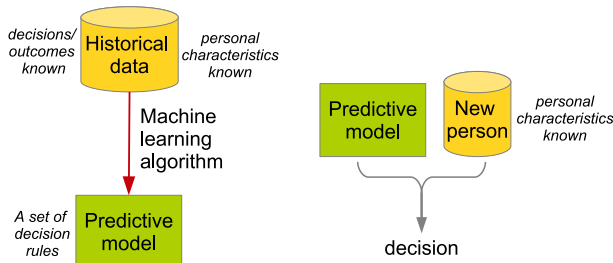 decisions/
outcomes
known
Historical
data
personal
characteristics
known
Machine
learning
algorithm
A set of
decision
rules
Predictive
model
Predictive
model
New
person
personal
characteristics
known
decision